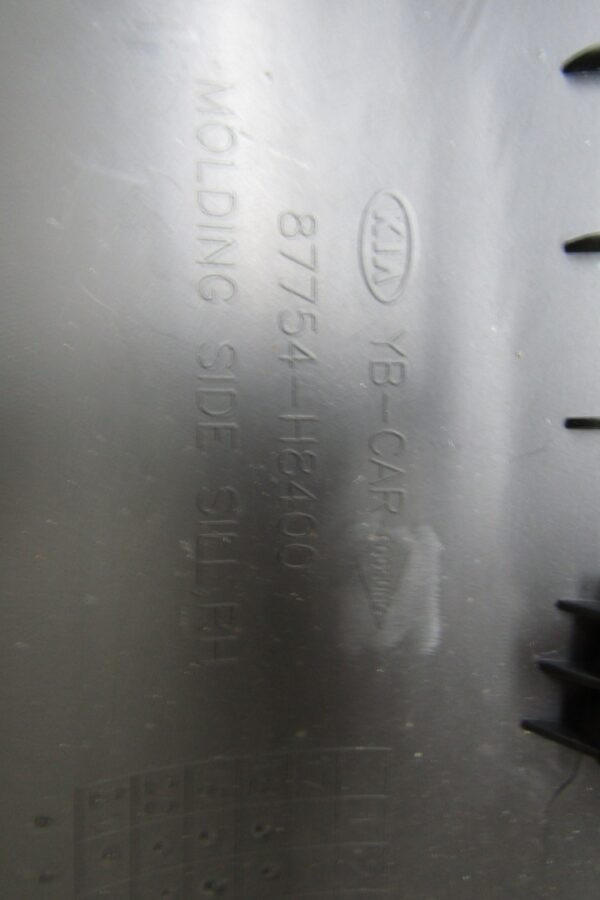 KIA YB-CAR
87754-H8400
MOLDING SIDE SILL,RH